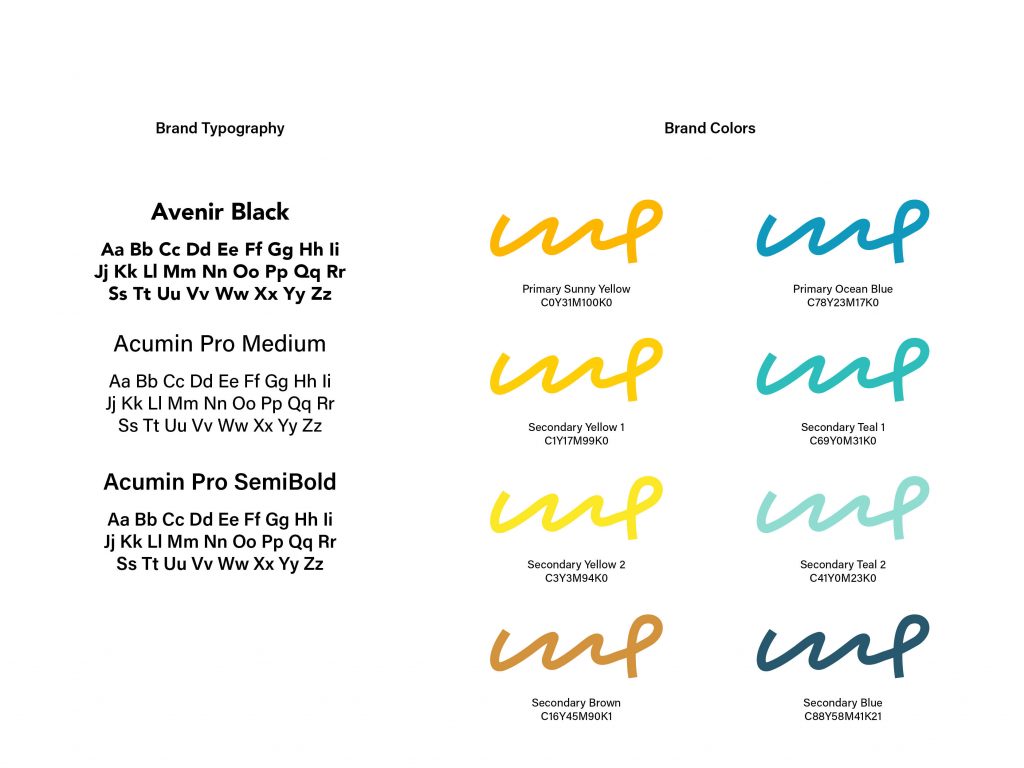 Brand Typography
Avenir Black
Aa Bb Cc Dd Ee Ff Gg Hh Ii
Jj Kk Ll Mm Nn Oo Pp Qq Rr
Ss Tt Uu Vv Ww Xx Yy Zz
Acumin Pro Medium
Aa Bb Cc Dd Ee Ff Gg Hh Ii
Jj Kk Ll Mm Nn Oo Pp Qq Rr
Ss Tt Uu Vv Ww Xx Yy Zz
Acumin Pro SemiBold
Aa Bb Cc Dd Ee Ff Gg Hh Ii
Jj Kk Ll Mm Nn Oo Pp Qq Rr
Ss Tt Uu Vv Ww Xx Yy Zz
Brand Colors
Primary Sunny Yellow
C0Y31M100K0
Primary Ocean Blue
C78Y23M17K0
Secondary Yellow 1
C1Y17M99K0
Secondary Teal 1
C69Y0M31K0
Secondary Yellow 2
C3Y3M94K0
Secondary Teal 2
C41Y0M23K0
Secondary Brown
C16Y45M90K1
Secondary Blue
C88Y58M41K21